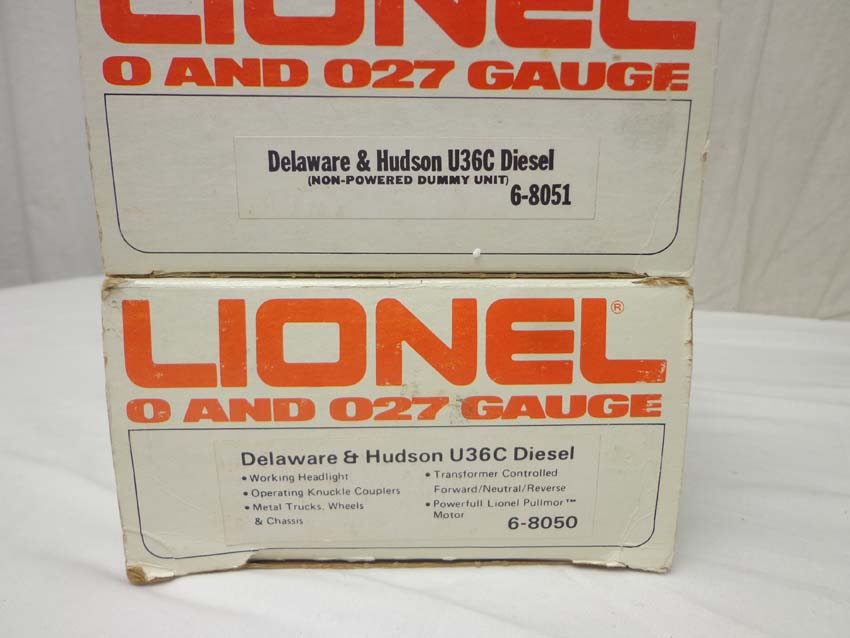 LIONEL
O AND O27 GAUGE
Delaware & Hudson U36C Diesel
(NON-POWERED DUMMY UNIT)
6-8051
LIONEL®
O AND O27 GAUGE
Delaware & Hudson U36C Diesel
• Working Headlight
• Operating Knuckle Couplers
• Metal Trucks, Wheels
& Chassis
• Transformer Controlled
Forward/Neutral/Reverse
• Powerfull Lionel Pullmor™
Motor
6-8050